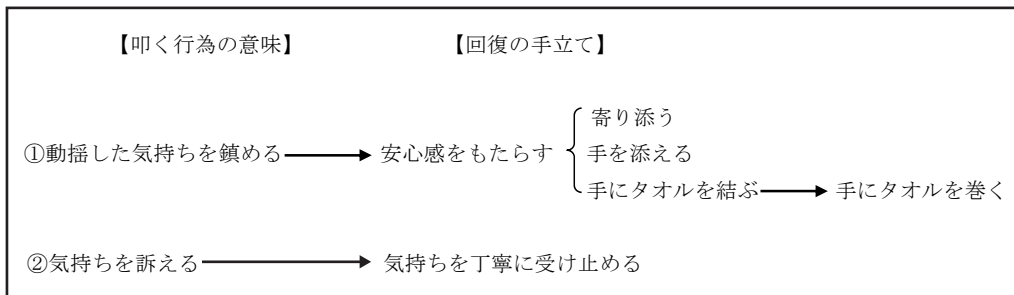 【叩く行為の意味】 【回復の手立て】
寄り添う
①動揺した気持ちを鎮める 安心感をもたらす 手を添える
手にタオルを結ぶ 手にタオルを巻く
②気持ちを訴える 気持ちを丁寧に受け止める